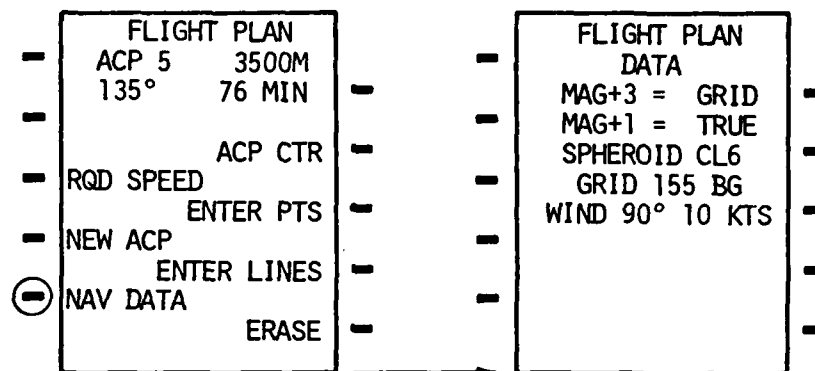 FLIGHT PLAN
ACP 5 3500M
135° 76 MIN
ACP CTR
RQD SPEED
ENTER PTS
NEW ACP
ENTER LINES
NAV DATA
ERASE
FLIGHT PLAN
DATA
MAG+3 = GRID
MAG+1 = TRUE
SPHEROID CL6
GRID 155 BG
WIND 90° 10 KTS